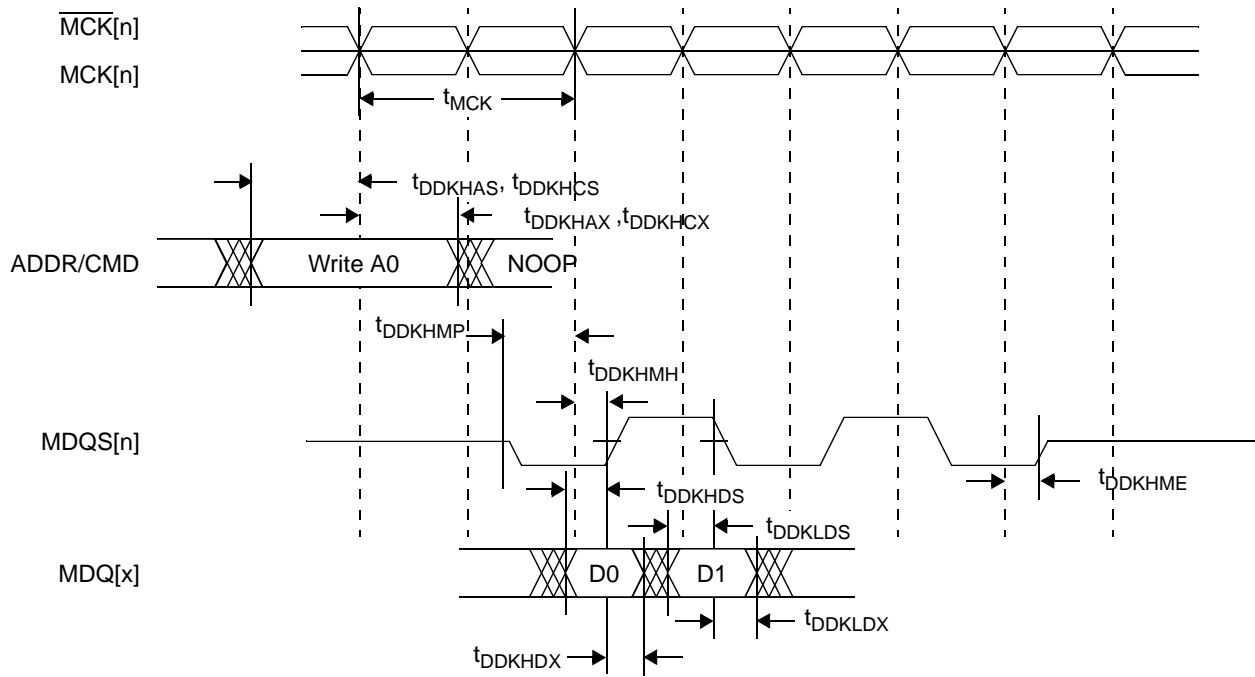 MCK[n]
MCK[n]
tMCK
tDDKHAS, tDDKHCS
tDDKHAX ,tDDKHCX
ADDR/CMD
Write A0
NOOP
tDDKHMP
tDDKHMH
MDQS[n]
tDDKHDS
tDDKHME
tDDKLDS
MDQ[x]
D0
D1
tDDKLDX
tDDKHDX